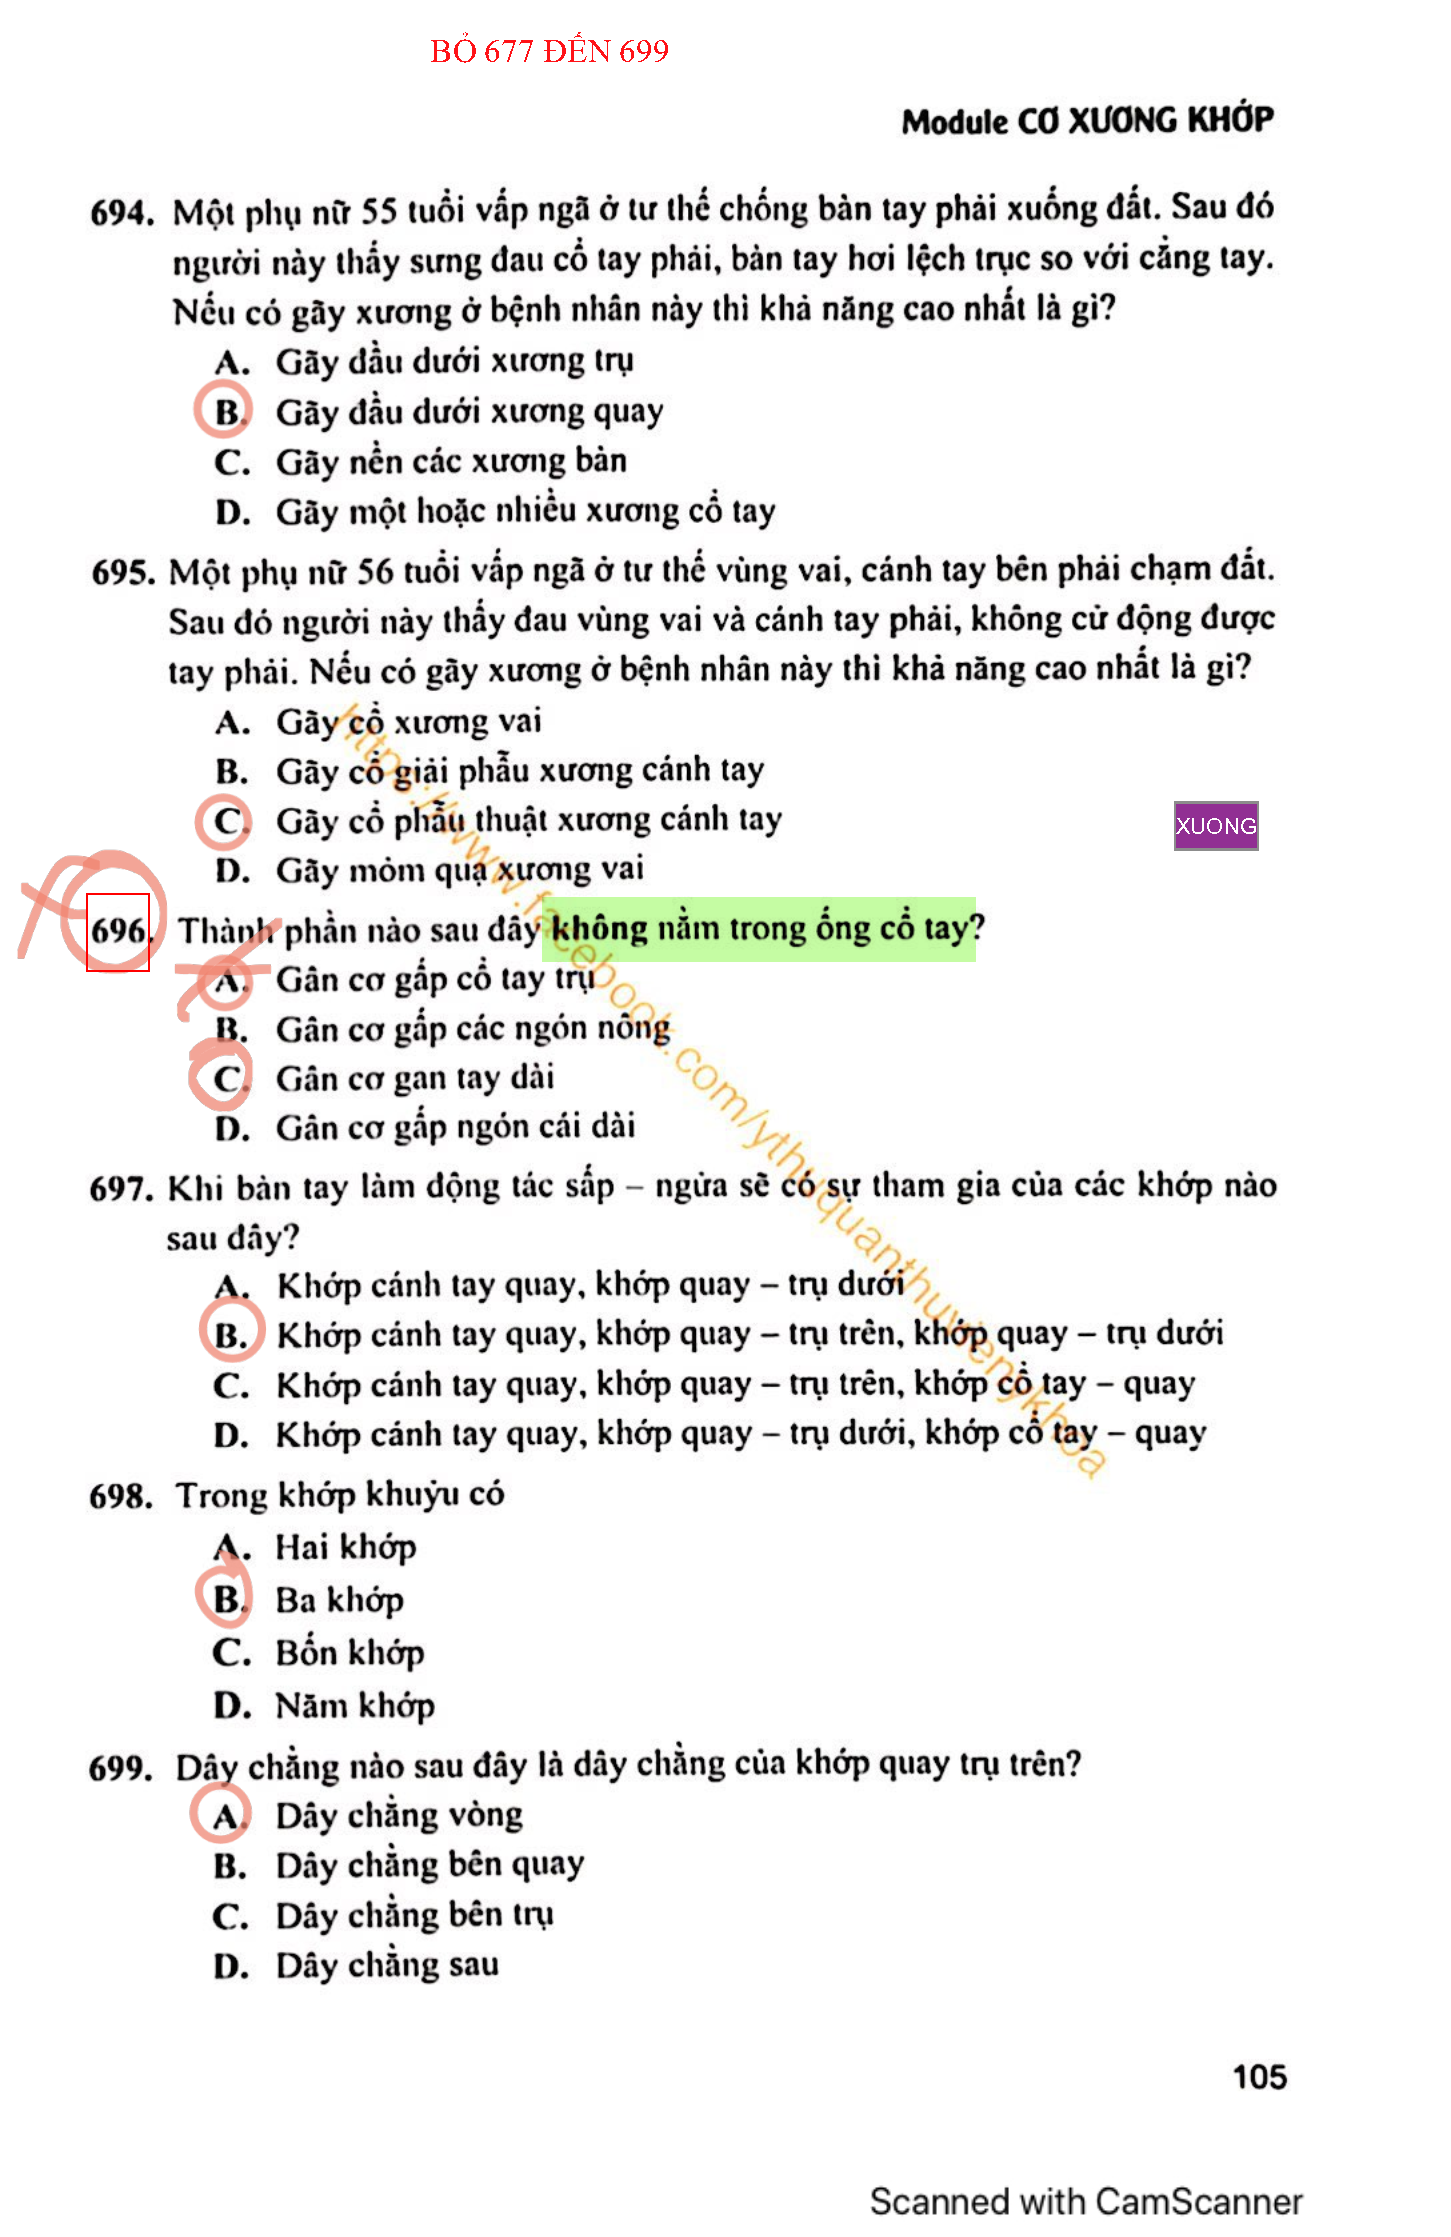 BỎ 677 ĐẾN 699
Module CƠ XƯƠNG KHỚP
694. Một phụ nữ 55 tuổi vấp ngã ở tư thế chống bàn tay phải xuống đất. Sau đó
người này thấy sưng đau cổ tay phải, bàn tay hơi lệch trục so với cẳng tay.
Nếu có gãy xương ở bệnh nhân này thì khả năng cao nhất là gì?
A. Gãy đầu dưới xương trụ
B. Gãy đầu dưới xương quay
C. Gãy nền các xương bàn
D. Gãy một hoặc nhiều xương cổ tay
695. Một phụ nữ 56 tuổi vấp ngã ở tư thế vùng vai, cánh tay bên phải chạm đất.
Sau đó người này thấy đau vùng vai và cánh tay phải, không cử động được
tay phải. Nếu có gãy xương ở bệnh nhân này thì khả năng cao nhất là gì?
A. Gãy cổ xương vai
B. Gãy cổ giải phẫu xương cánh tay
C. Gãy cổ phẫu thuật xương cánh tay
XUONG
D. Gãy mỏm quạ xương vai
696. Thành phần nào sau đây không nằm trong ống cổ tay?
A. Gân cơ gấp cổ tay trụ
B. Gân cơ gấp các ngón nông
C. Gân cơ gan tay dài
D. Gân cơ gấp ngón cái dài
https://www.facebook.com/ythuquanthuvienykhoa
697. Khi bàn tay làm động tác sấp – ngửa sẽ có sự tham gia của các khớp nào
sau đây?
A. Khớp cánh tay quay, khớp quay – trụ dưới
B. Khớp cánh tay quay, khớp quay – trụ trên, khớp quay – trụ dưới
C. Khớp cánh tay quay, khớp quay – trụ trên, khớp cổ tay – quay
D. Khớp cánh tay quay, khớp quay – trụ dưới, khớp cổ tay – quay
698. Trong khớp khuỷu có
A. Hai khớp
B. Ba khớp
C. Bốn khớp
D. Năm khớp
699. Dây chằng nào sau đây là dây chằng của khớp quay trụ trên?
A. Dây chằng vòng
B. Dây chằng bên quay
C. Dây chằng bên trụ
D. Dây chằng sau
105
Scanned with CamScanner